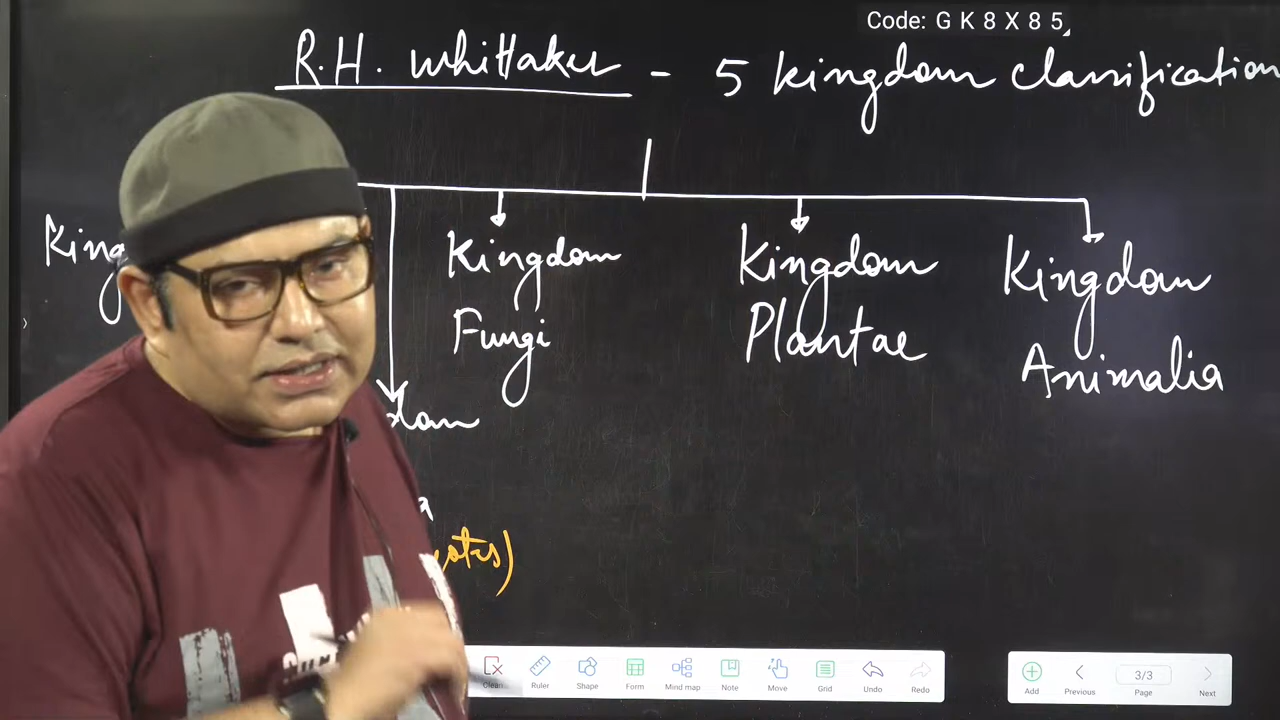 Code: G K 8 X 8 5
R.H. Whittaker - 5 kingdom classification
Kingdom Kingdom Kingdom
Fungi Plantae Animalia
Clean Ruler Shape Form Mind map Note Move Grid Undo Redo Add Previous 3/3 Page Next